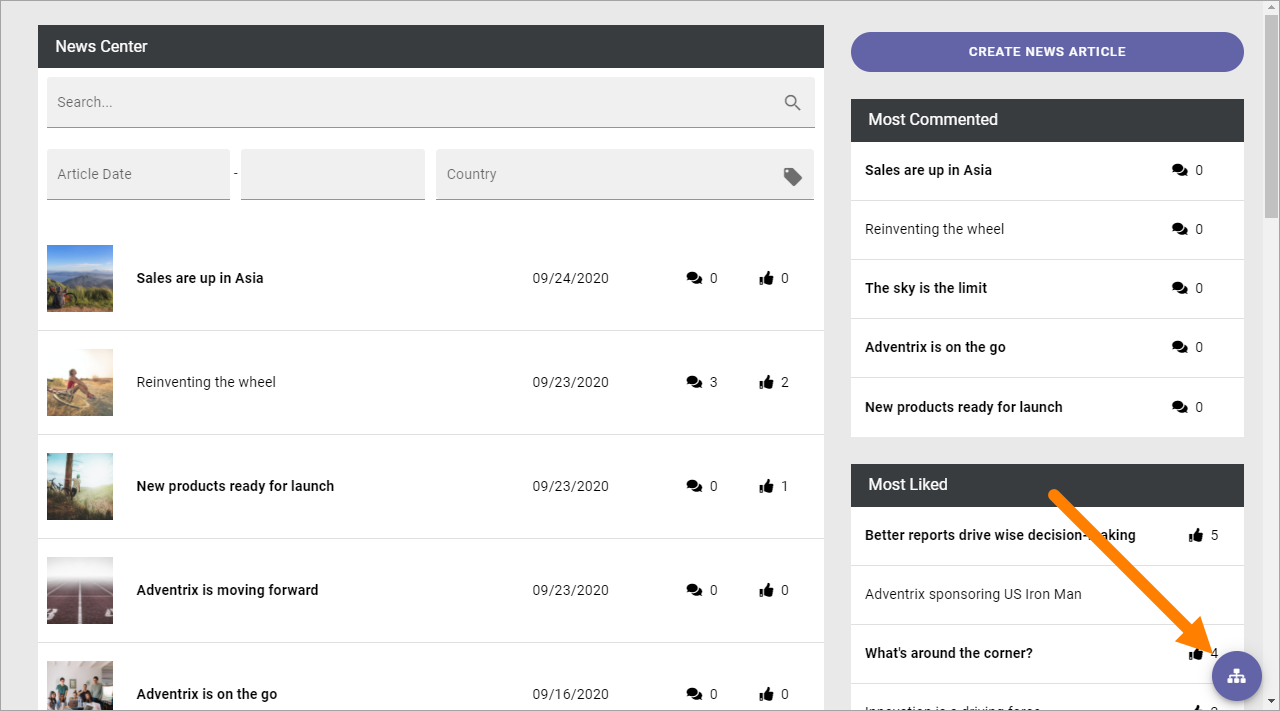 News Center
Search...
Article Date
-
Country
Sales are up in Asia 09/24/2020 0 0
Reinventing the wheel 09/23/2020 3 2
New products ready for launch 09/23/2020 0 1
Adventrix is moving forward 09/23/2020 0 0
Adventrix is on the go 09/16/2020 0 0
CREATE NEWS ARTICLE
Most Commented
Sales are up in Asia 0
Reinventing the wheel 0
The sky is the limit 0
Adventrix is on the go 0
New products ready for launch 0
Most Liked
Better reports drive wise decision-making 5
Adventrix sponsoring US Iron Man
What's around the corner? 4
Innovation is a driving force